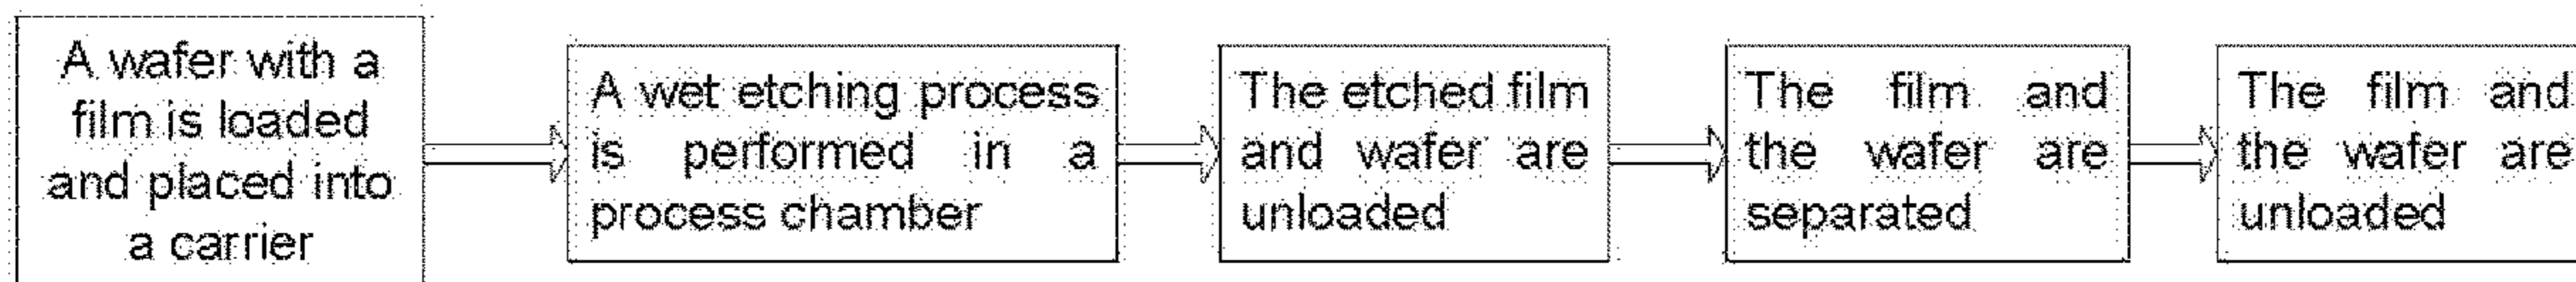 A wafer with a
film is loaded
and placed into
a carrier
A wet etching process
is performed in a
process chamber
The etched film
and wafer are
unloaded
The film and
the wafer are
separated
The film and
the wafer are
unloaded